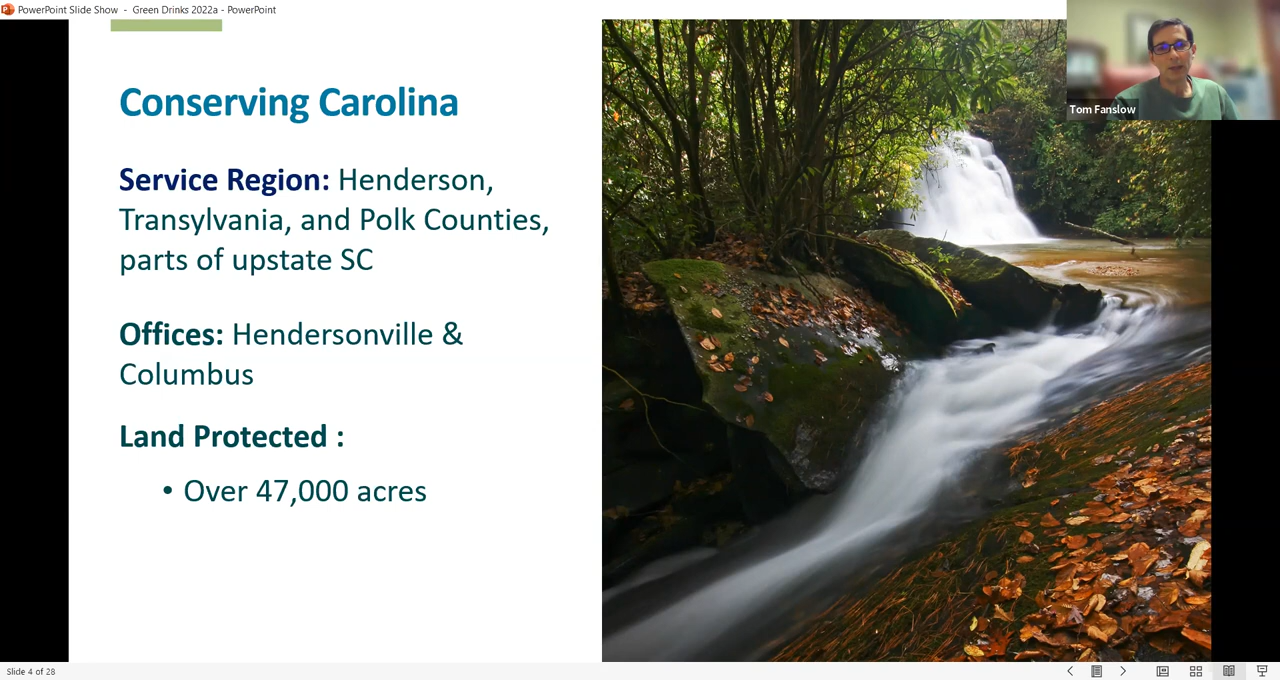 PowerPoint Slide Show - Green Drinks 2022a - PowerPoint
Tom Fanslow
Conserving Carolina
Service Region: Henderson,
Transylvania, and Polk Counties,
parts of upstate SC
Offices: Hendersonville &
Columbus
Land Protected :
• Over 47,000 acres
Slide 4 of 28